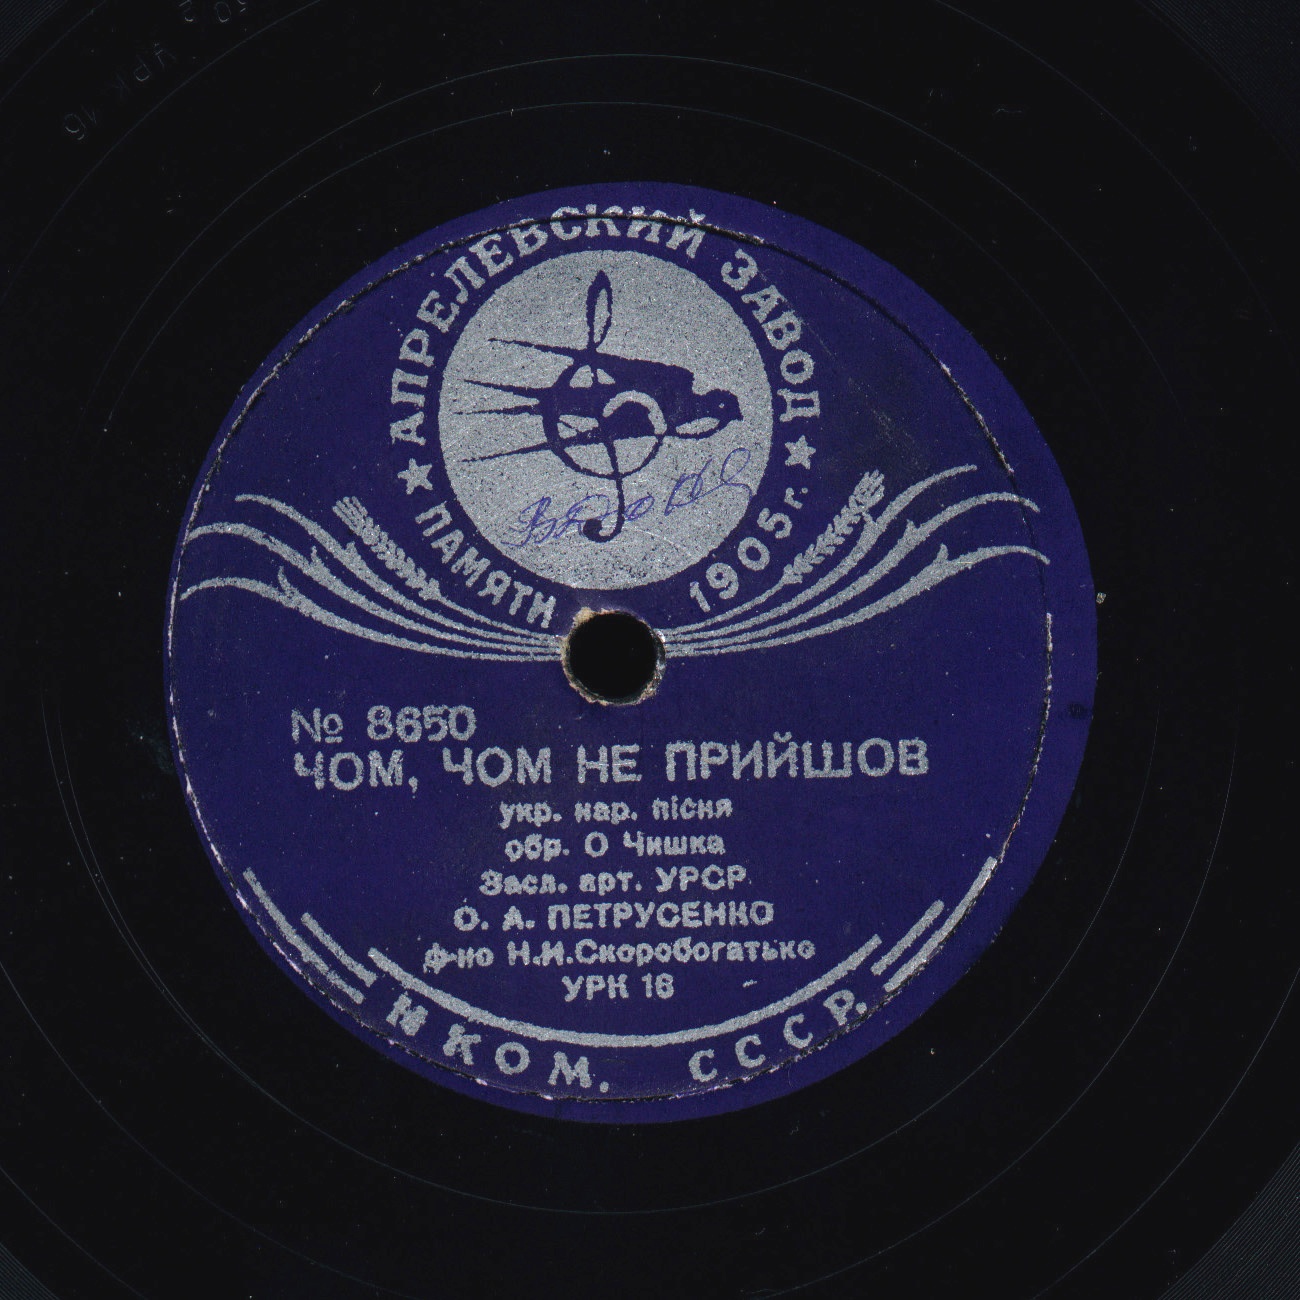 АПРЕЛЕВСКИЙ ЗАВОД
ПАМЯТИ 1905 г.
№ 8650
ЧОМ, ЧОМ НЕ ПРИЙШОВ
укр. нар. пісня
обр. О Чишка
Засл. арт. УРСР
О. А. ПЕТРУСЕНКО
ф-но Н.И.Скоробогатько
УРК 16
НКОМ. СССР.